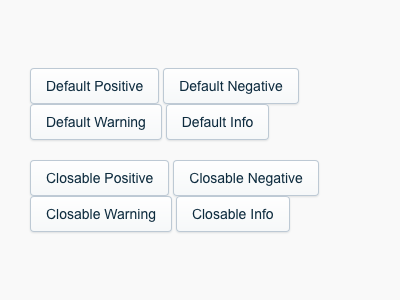 Default Positive Default Negative
Default Warning Default Info
Closable Positive Closable Negative
Closable Warning Closable Info